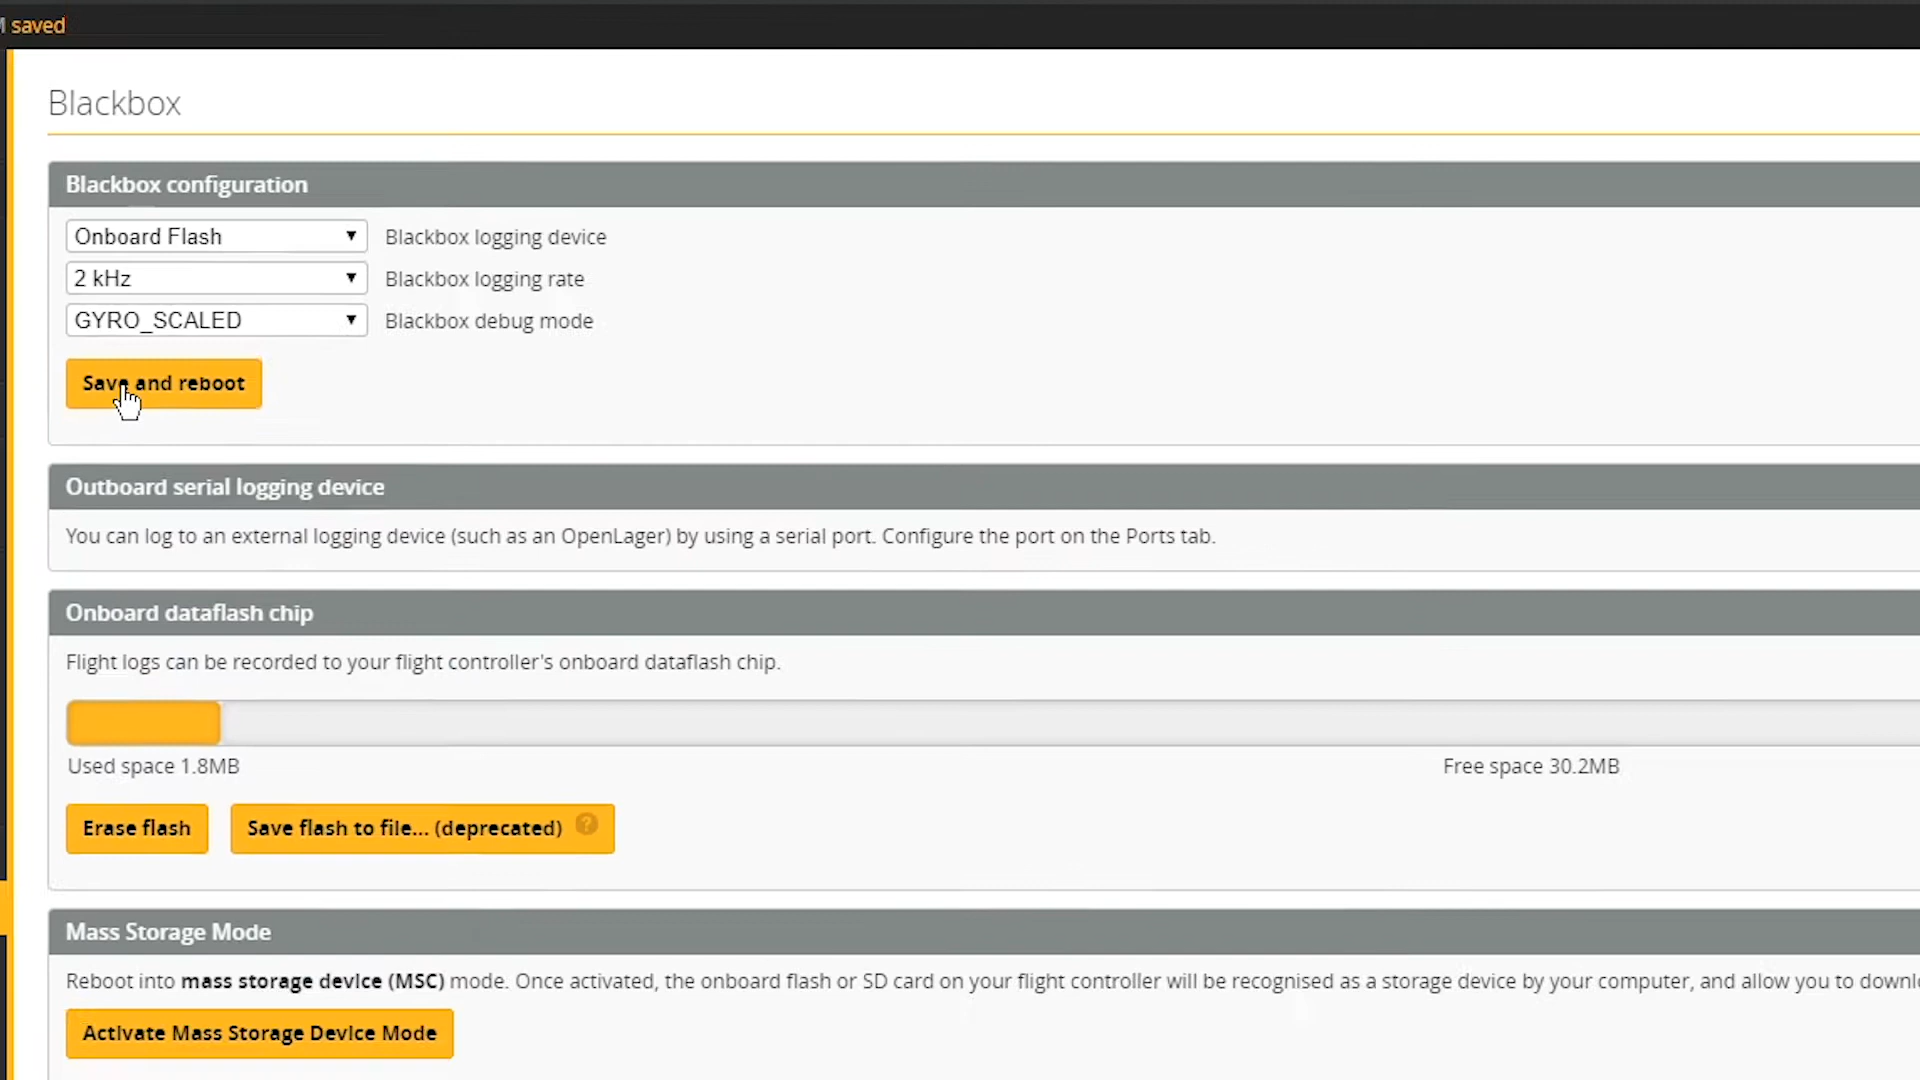 saved
Blackbox
Blackbox configuration
Onboard Flash Blackbox logging device
2 kHz Blackbox logging rate
GYRO_SCALED Blackbox debug mode
Save and reboot
Outboard serial logging device
You can log to an external logging device (such as an OpenLager) by using a serial port. Configure the port on the Ports tab.
Onboard dataflash chip
Flight logs can be recorded to your flight controller's onboard dataflash chip.
Used space 1.8MB Free space 30.2MB
Erase flash Save flash to file... (deprecated) ?
Mass Storage Mode
Reboot into mass storage device (MSC) mode. Once activated, the onboard flash or SD card on your flight controller will be recognised as a storage device by your computer, and allow you to downl
Activate Mass Storage Device Mode